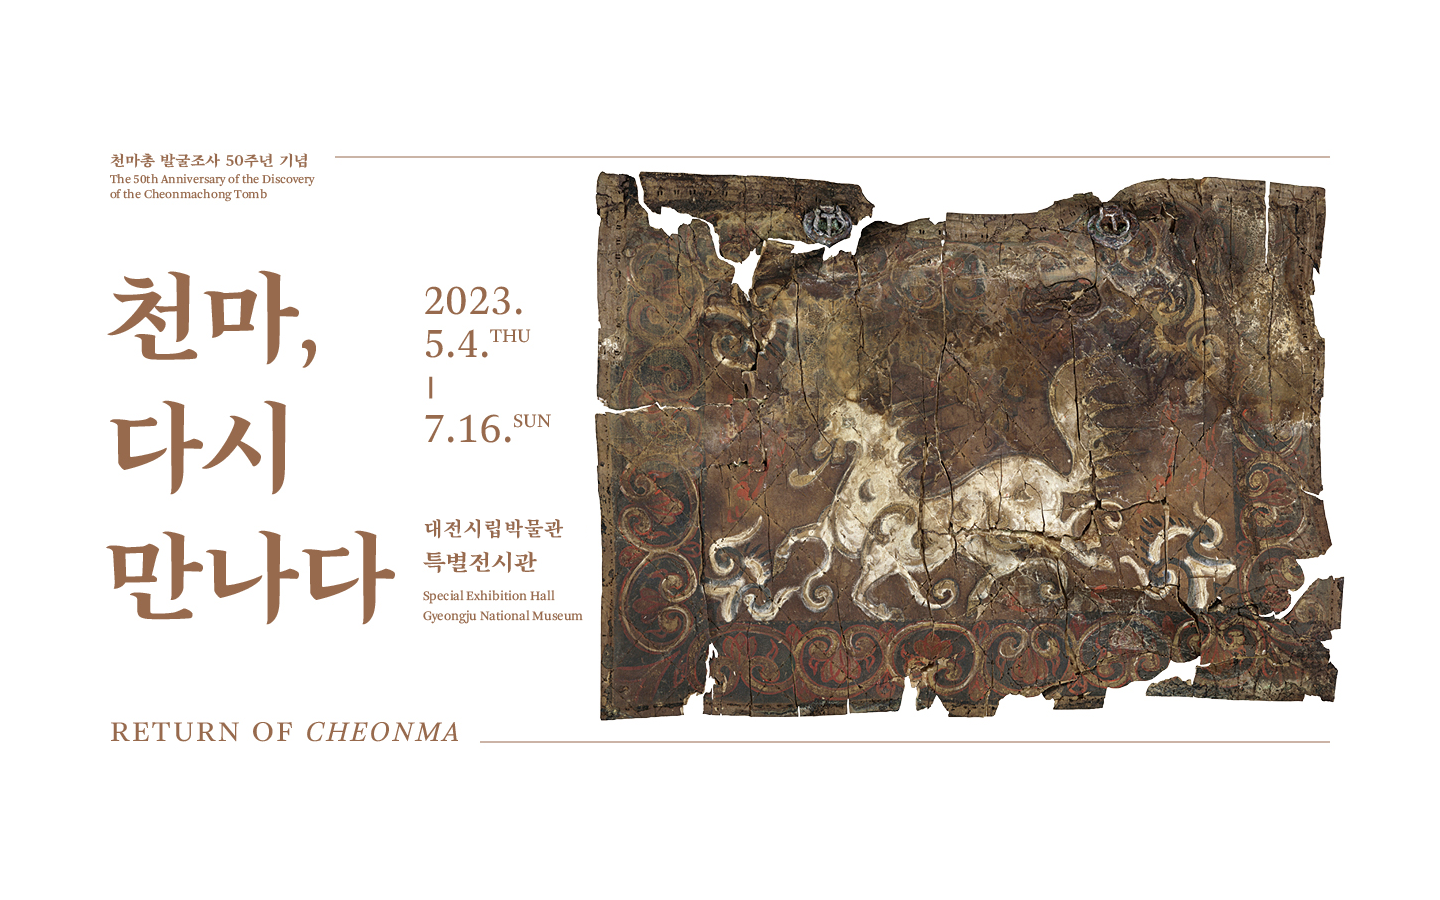 천마총 발굴조사 50주년 기념
The 50th Anniversary of the Discovery
of the Cheonmachong Tomb
천마,
다시
만나다
2023.
5.4.THU
|
7.16.SUN
대전시립박물관
특별전시관
Special Exhibition Hall
Gyeongju National Museum
RETURN OF CHEONMA